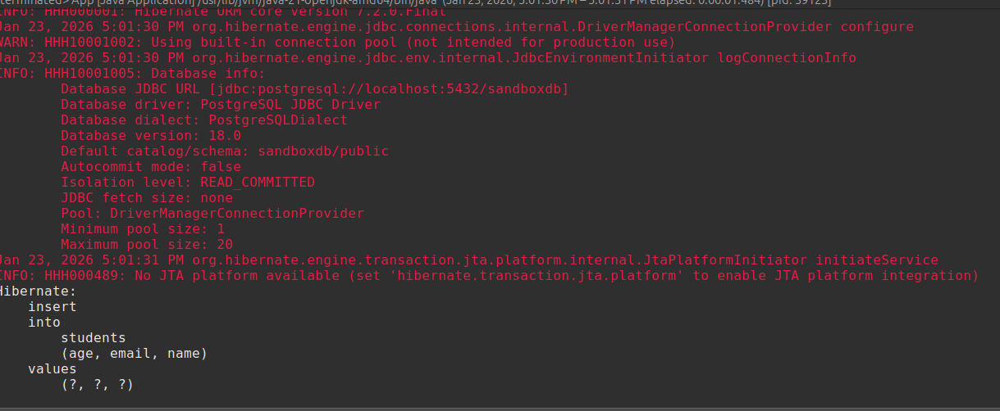 terminated> App [Java Application] /usr/lib/jvm/java-21-openjdk-amd64/bin/java (Jan 23, 2026, 5:01:30 PM – 5:01:31 PM elapsed: 0:00:01.484) [pid: 39125]
INFO: HHH000001: Hibernate ORM core version 7.2.0.Final
Jan 23, 2026 5:01:30 PM org.hibernate.engine.jdbc.connections.internal.DriverManagerConnectionProvider configure
WARN: HHH10001002: Using built-in connection pool (not intended for production use)
Jan 23, 2026 5:01:30 PM org.hibernate.engine.jdbc.env.internal.JdbcEnvironmentInitiator logConnectionInfo
INFO: HHH10001005: Database info:
Database JDBC URL [jdbc:postgresql://localhost:5432/sandboxdb]
Database driver: PostgreSQL JDBC Driver
Database dialect: PostgreSQLDialect
Database version: 18.0
Default catalog/schema: sandboxdb/public
Autocommit mode: false
Isolation level: READ_COMMITTED
JDBC fetch size: none
Pool: DriverManagerConnectionProvider
Minimum pool size: 1
Maximum pool size: 20
Jan 23, 2026 5:01:31 PM org.hibernate.engine.transaction.jta.platform.internal.JtaPlatformInitiator initiateService
INFO: HHH000489: No JTA platform available (set 'hibernate.transaction.jta.platform' to enable JTA platform integration)
Hibernate:
insert
into
students
(age, email, name)
values
(?, ?, ?)